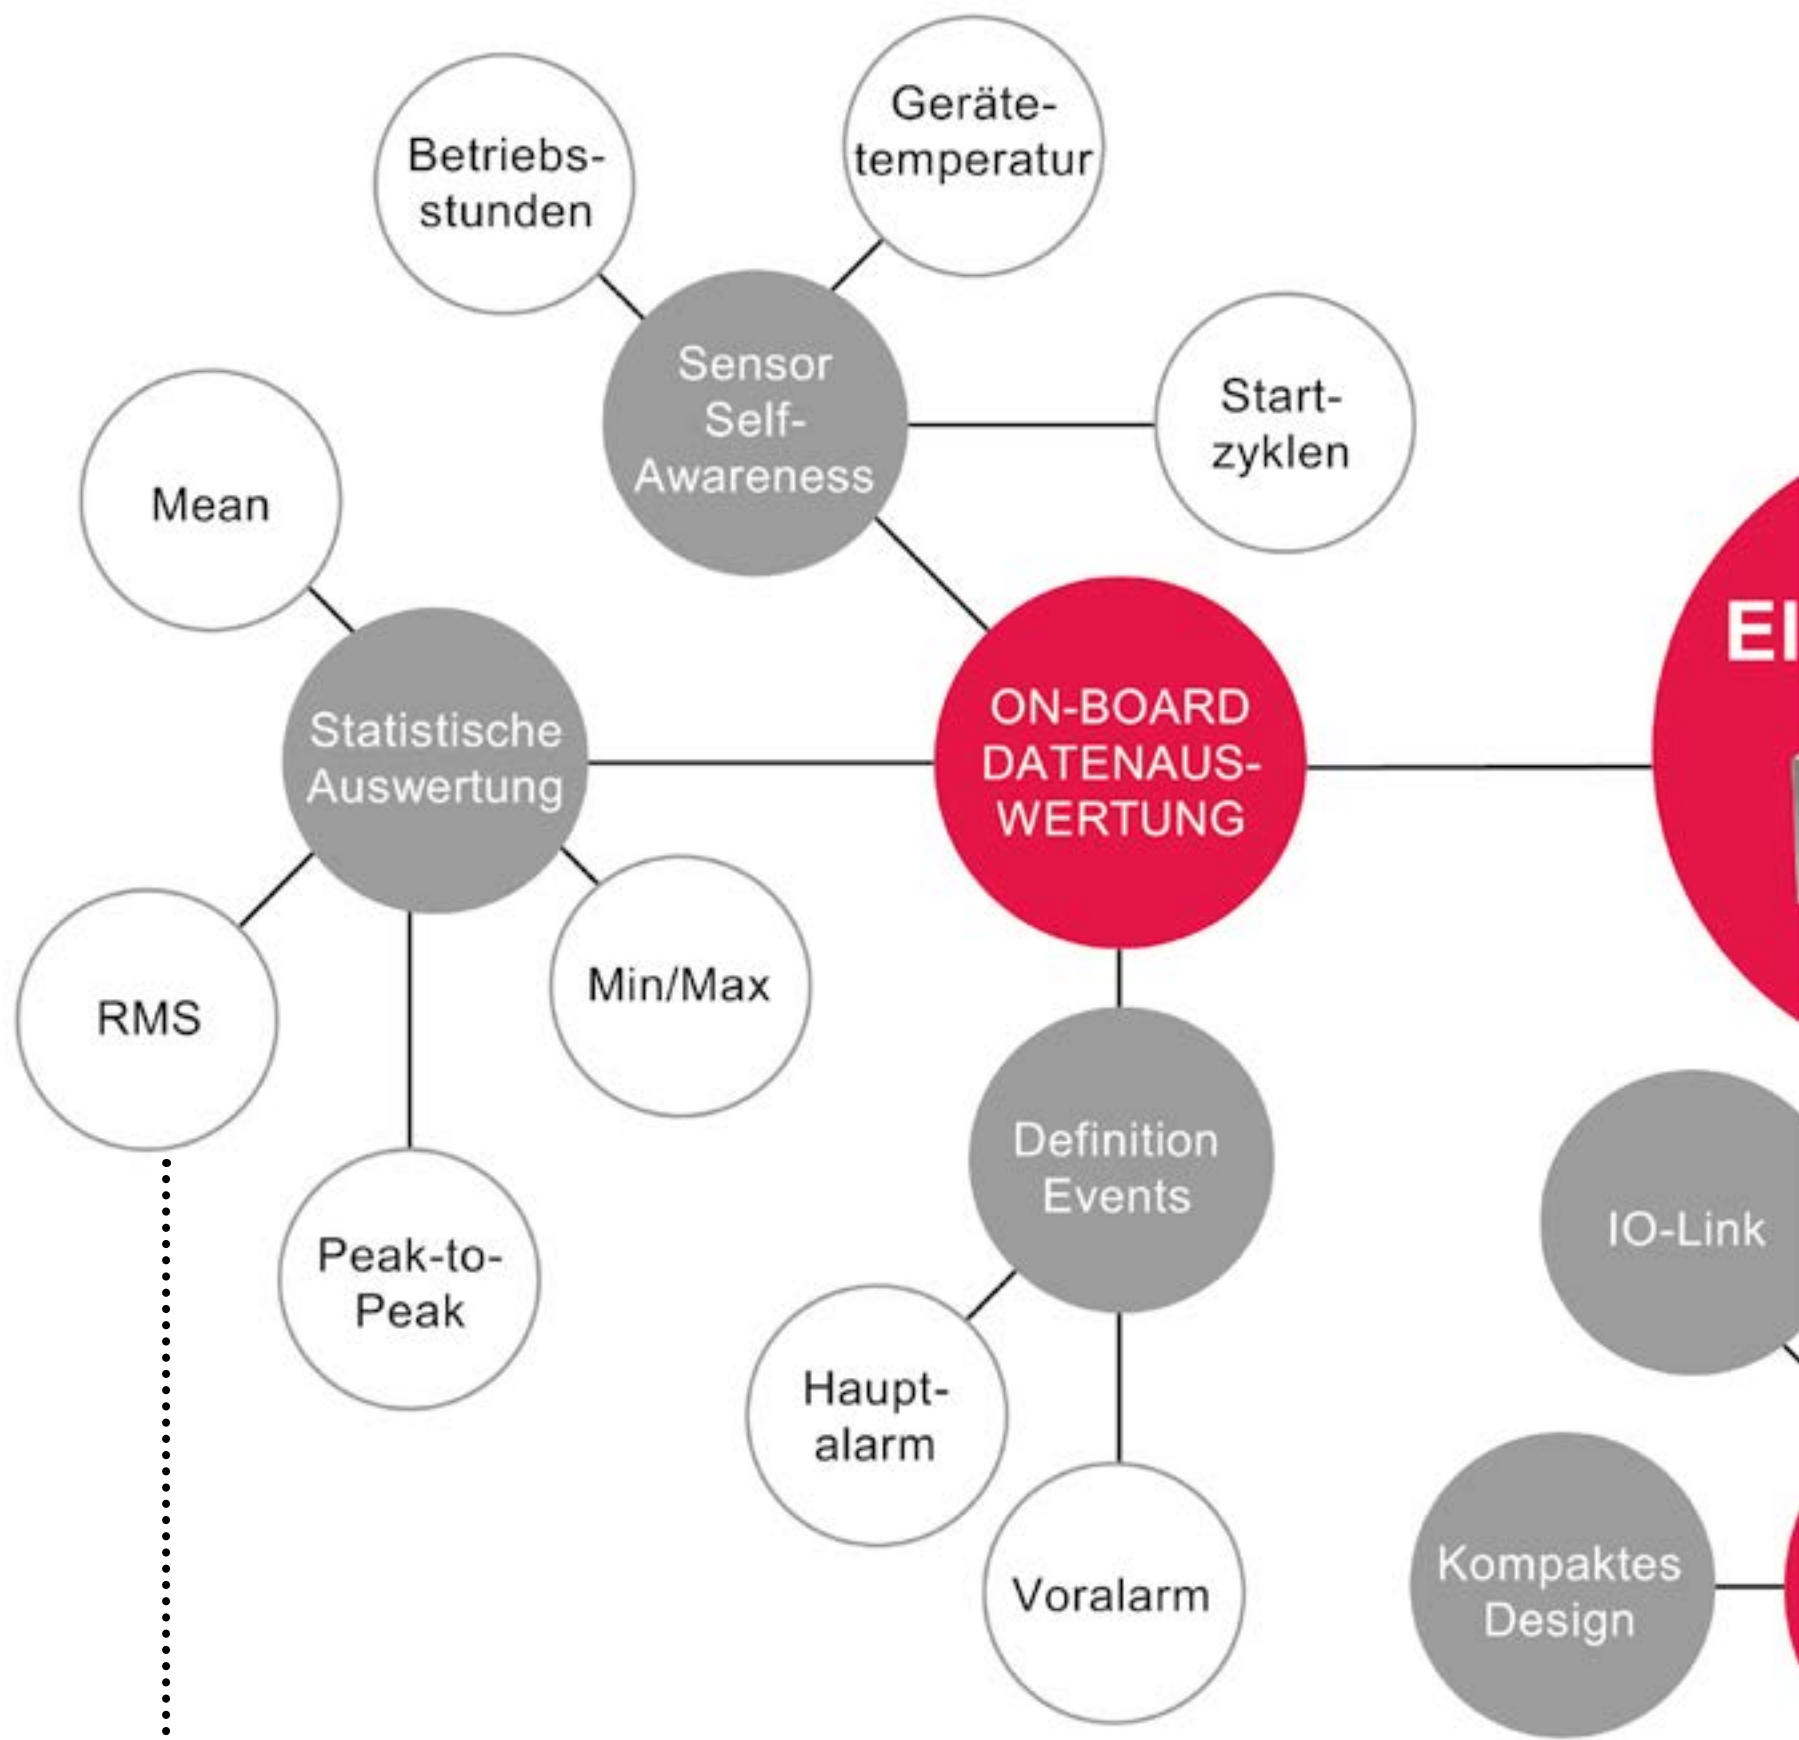 Betriebs-
stunden
Geräte-
temperatur
Sensor
Self-
Awareness
Start-
zyklen
Mean
Statistische
Auswertung
ON-BOARD
DATENAUS-
WERTUNG
RMS
Min/Max
Peak-to-
Peak
Definition
Events
IO-Link
Haupt-
alarm
Voralarm
Kompaktes
Design